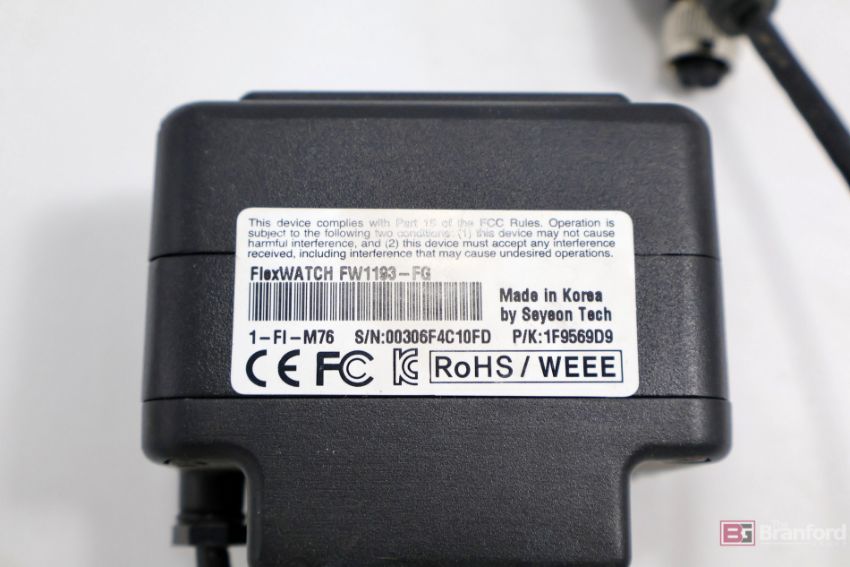 This device complies with Part 15 of the FCC Rules. Operation is
subject to the following two conditions: (1) this device may not cause
harmful interference, and (2) this device must accept any interference
received, including interference that may cause undesired operations.
FlexWATCH FW1193-FG
Made in Korea
by Seyeon Tech
1-FI-M76 S/N:00306F4C10FD P/K:1F9569D9
CE FC KC RoHS / WEEE
BG The Branford